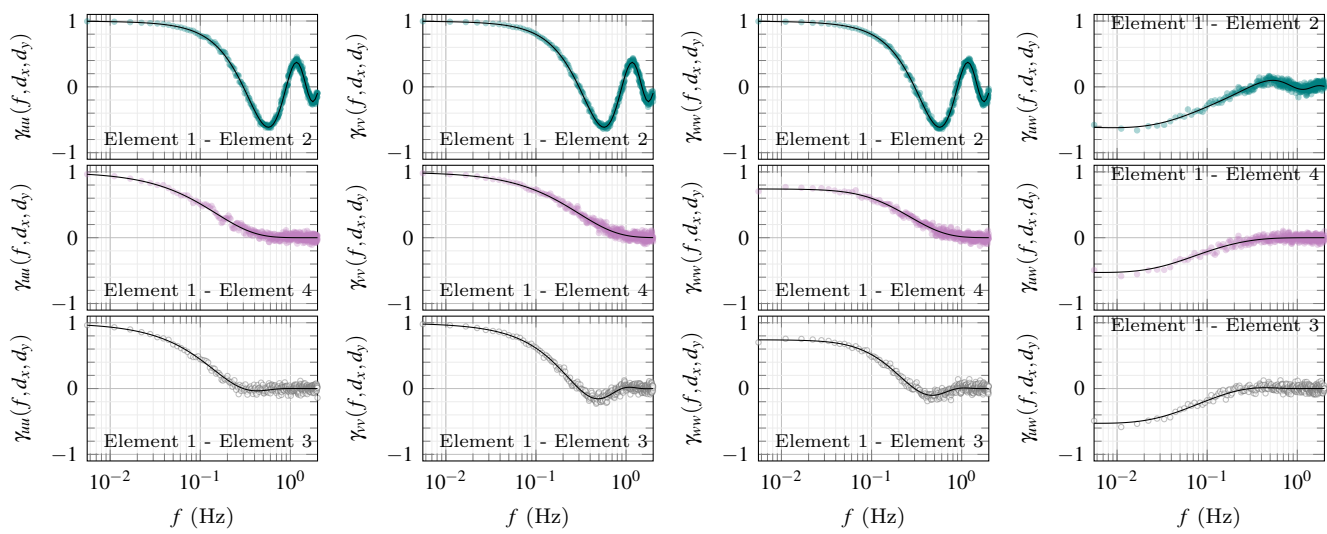 1
0
−1
γuu(f, dx, dy)
Element 1 - Element 2
γvv(f, dx, dy)
Element 1 - Element 2
1
0
−1
γww(f, dx, dy)
Element 1 - Element 2
1
0
−1
γuw(f, dx, dy)
Element 1 - Element 2
1
0
−1
1
0
−1
γuu(f, dx, dy)
Element 1 - Element 4
1
0
−1
γvv(f, dx, dy)
Element 1 - Element 4
1
0
−1
γww(f, dx, dy)
Element 1 - Element 4
1
0
−1
γuw(f, dx, dy)
Element 1 - Element 4
1
0
−1
γuu(f, dx, dy)
Element 1 - Element 3
10−2
10−1
100
f (Hz)
1
0
−1
γvv(f, dx, dy)
Element 1 - Element 3
10−2
10−1
100
f (Hz)
1
0
−1
γww(f, dx, dy)
Element 1 - Element 3
10−2
10−1
100
f (Hz)
1
0
−1
γuw(f, dx, dy)
Element 1 - Element 3
10−2
10−1
100
f (Hz)